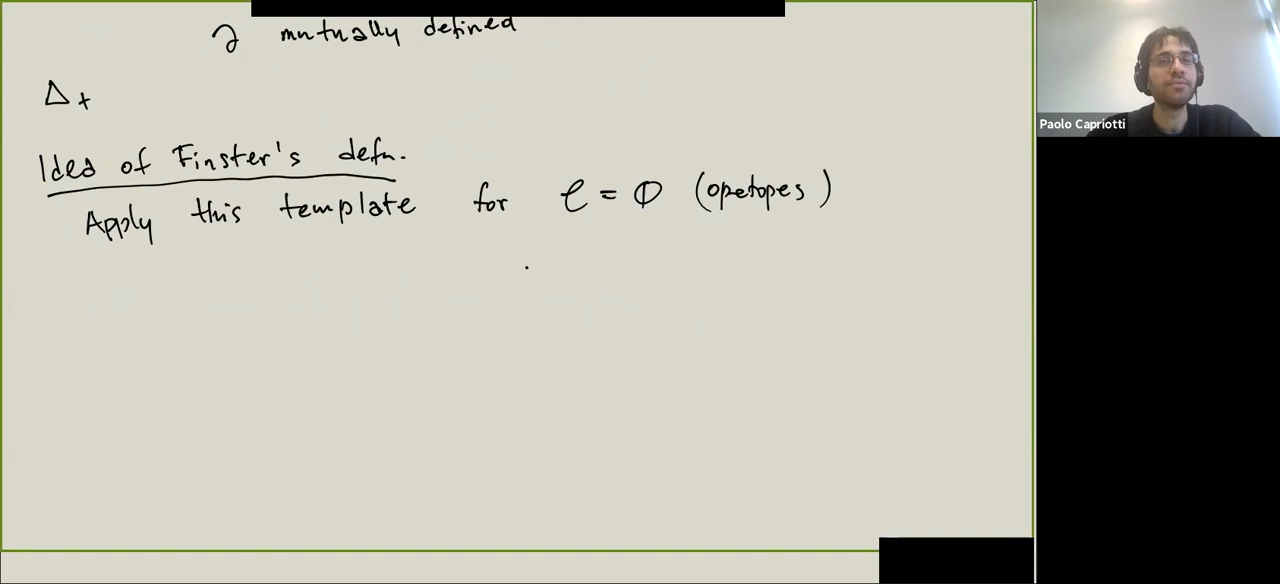 ∂ mutually defined
Δ₊
Idea of Finster's defn.
Apply this template for 𝒞 = 𝕆 (opetopes)
Paolo Capriotti